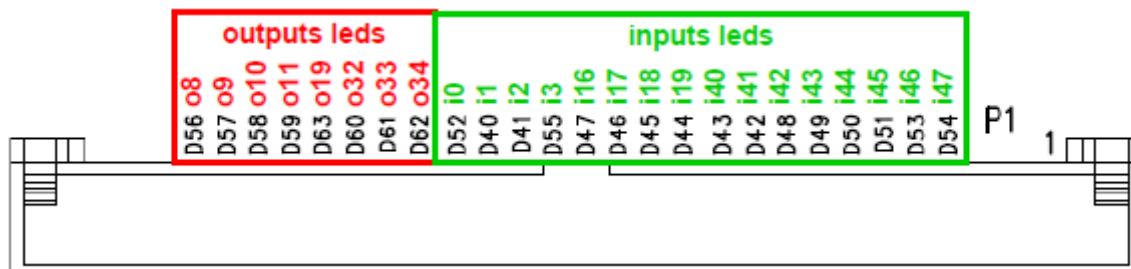 outputs leds inputs leds
o8 o9 o10 o11 o19 o32 o33 o34 i0 i1 i2 i3 i16 i17 i18 i19 i40 i41 i42 i43 i44 i45 i46 i47
D56 D57 D58 D59 D63 D60 D61 D62 D52 D40 D41 D55 D47 D46 D45 D44 D43 D42 D48 D49 D50 D51 D53 D54
P1
1